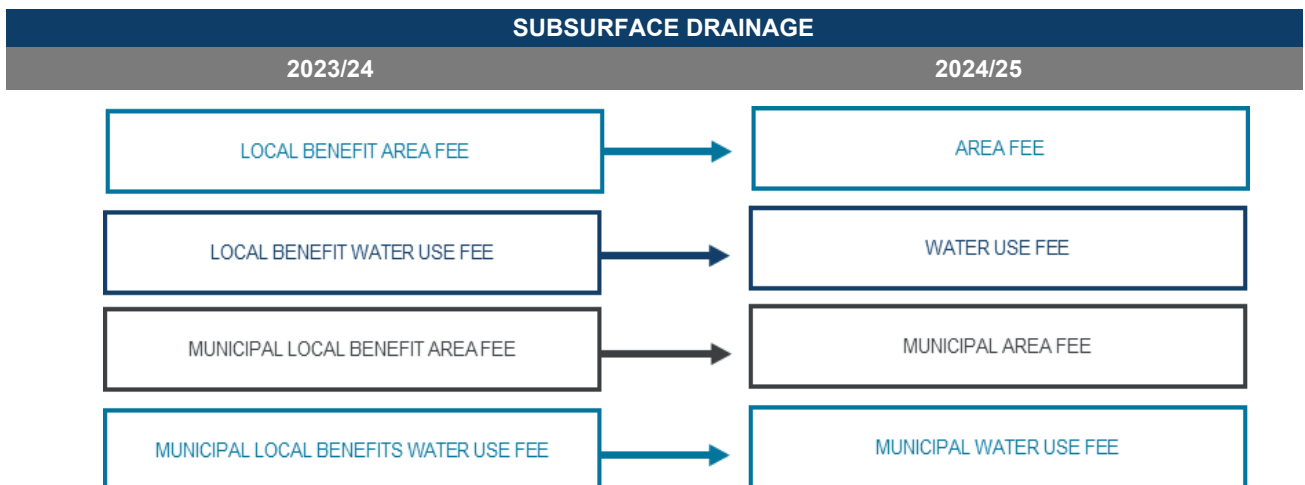 SUBSURFACE DRAINAGE
2023/24 2024/25
LOCAL BENEFIT AREA FEE AREA FEE
LOCAL BENEFIT WATER USE FEE WATER USE FEE
MUNICIPAL LOCAL BENEFIT AREA FEE MUNICIPAL AREA FEE
MUNICIPAL LOCAL BENEFITS WATER USE FEE MUNICIPAL WATER USE FEE